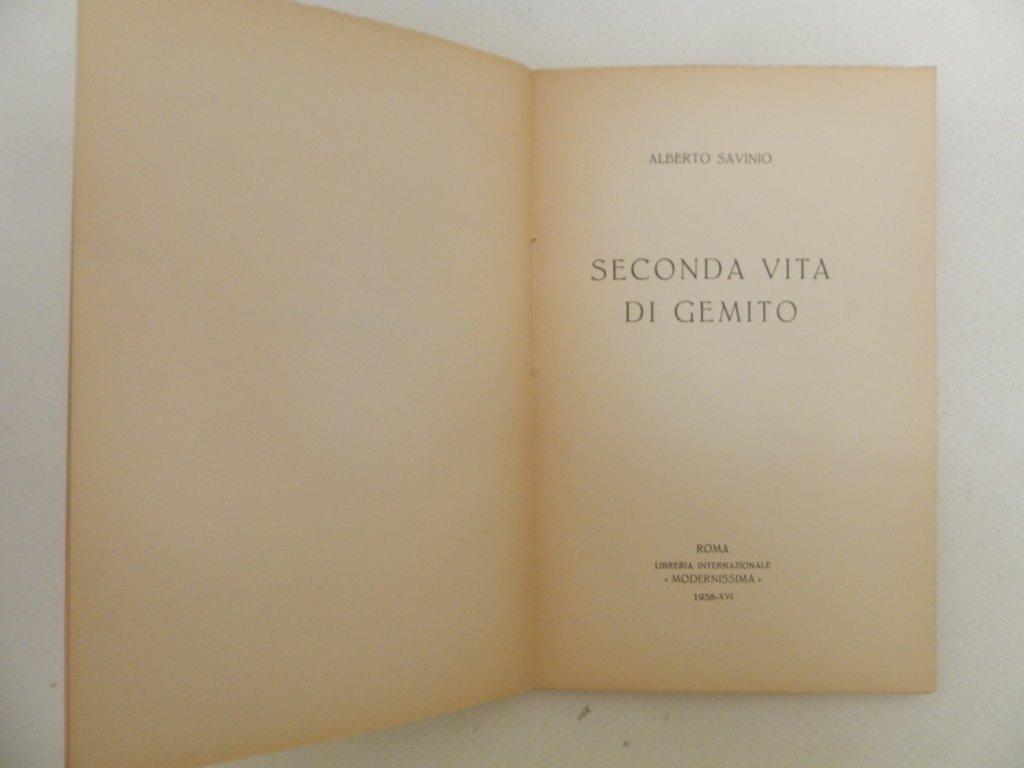 ALBERTO SAVINIO
SECONDA VITA
DI GEMITO
ROMA
LIBRERIA INTERNAZIONALE
• MODERNISSIMA •
1938-XVI